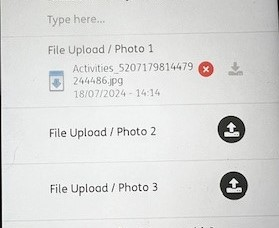 Type here...
File Upload / Photo 1
Activities_5207179814479
244486.jpg
18/07/2024 - 14:14
File Upload / Photo 2
File Upload / Photo 3